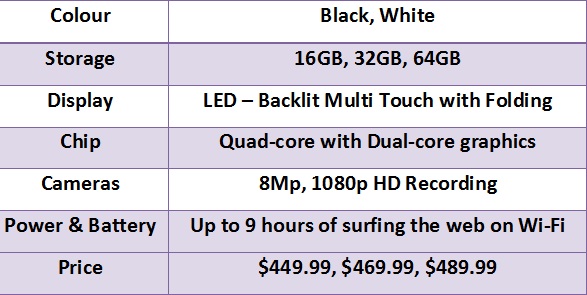 Colour Black, White
Storage 16GB, 32GB, 64GB
Display LED – Backlit Multi Touch with Folding
Chip Quad-core with Dual-core graphics
Cameras 8Mp, 1080p HD Recording
Power & Battery Up to 9 hours of surfing the web on Wi-Fi
Price $449.99, $469.99, $489.99